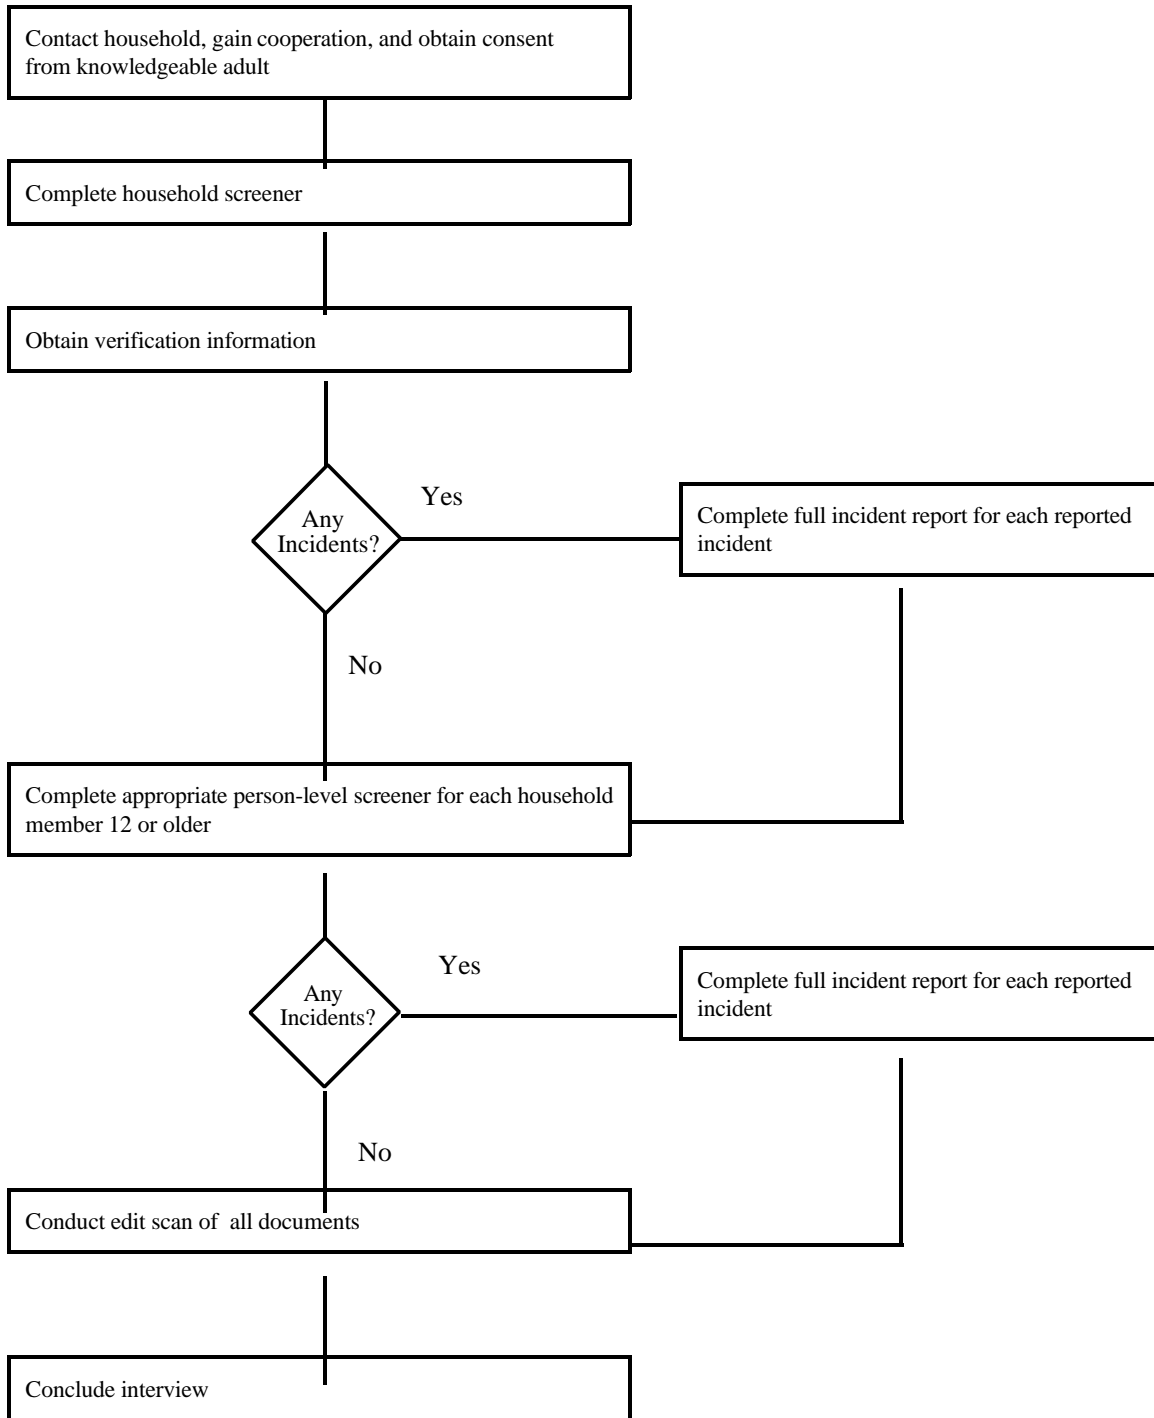 Contact household, gain cooperation, and obtain consent
from knowledgeable adult
Complete household screener
Obtain verification information
Any
Incidents?
Yes
Complete full incident report for each reported
incident
No
Complete appropriate person-level screener for each household
member 12 or older
Any
Incidents?
Yes
Complete full incident report for each reported
incident
No
Conduct edit scan of all documents
Conclude interview